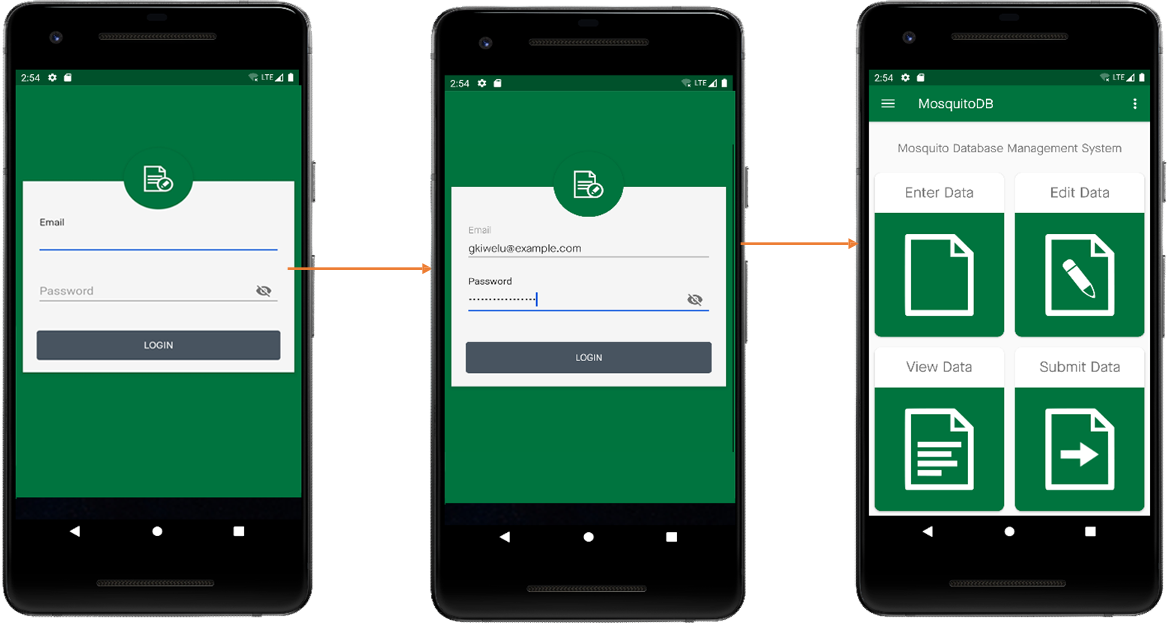 2:54 LTE
Email
Password
LOGIN
2:54 LTE
Email
gkiwelu@example.com
Password
LOGIN
2:54 LTE
MosquitoDB
Mosquito Database Management System
Enter Data
Edit Data
View Data
Submit Data